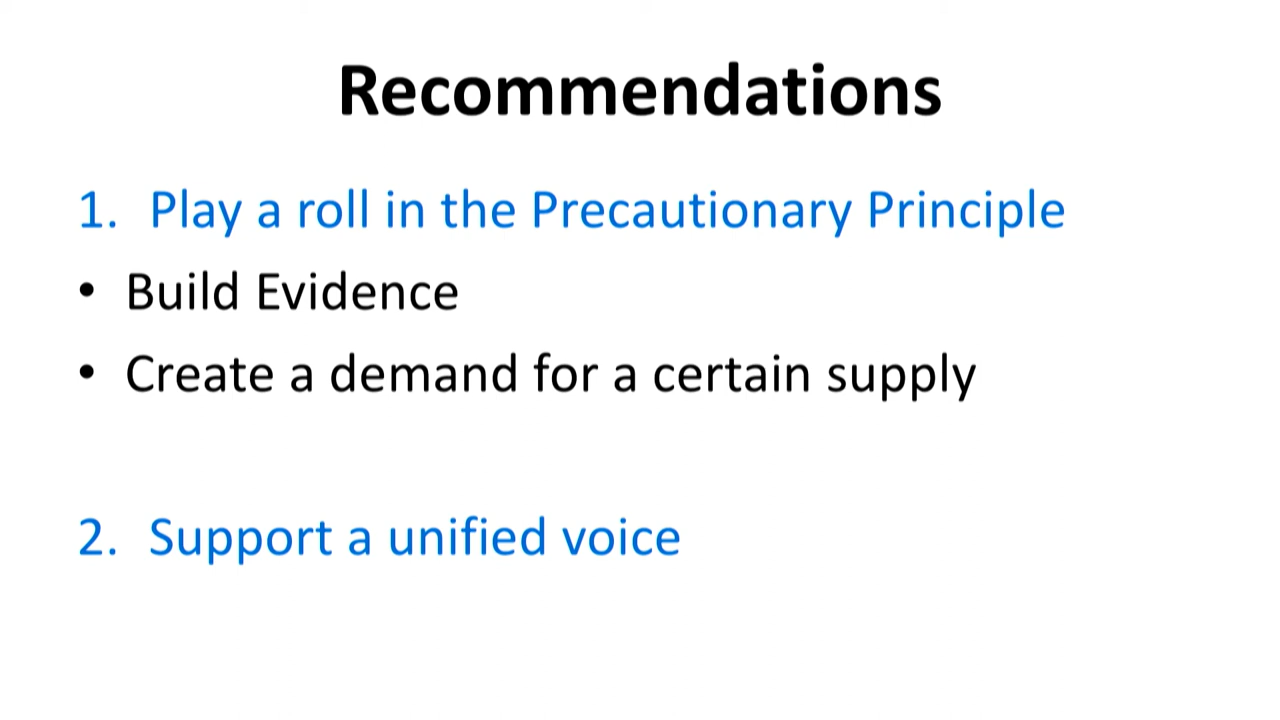 Recommendations
1. Play a roll in the Precautionary Principle
• Build Evidence
• Create a demand for a certain supply
2. Support a unified voice